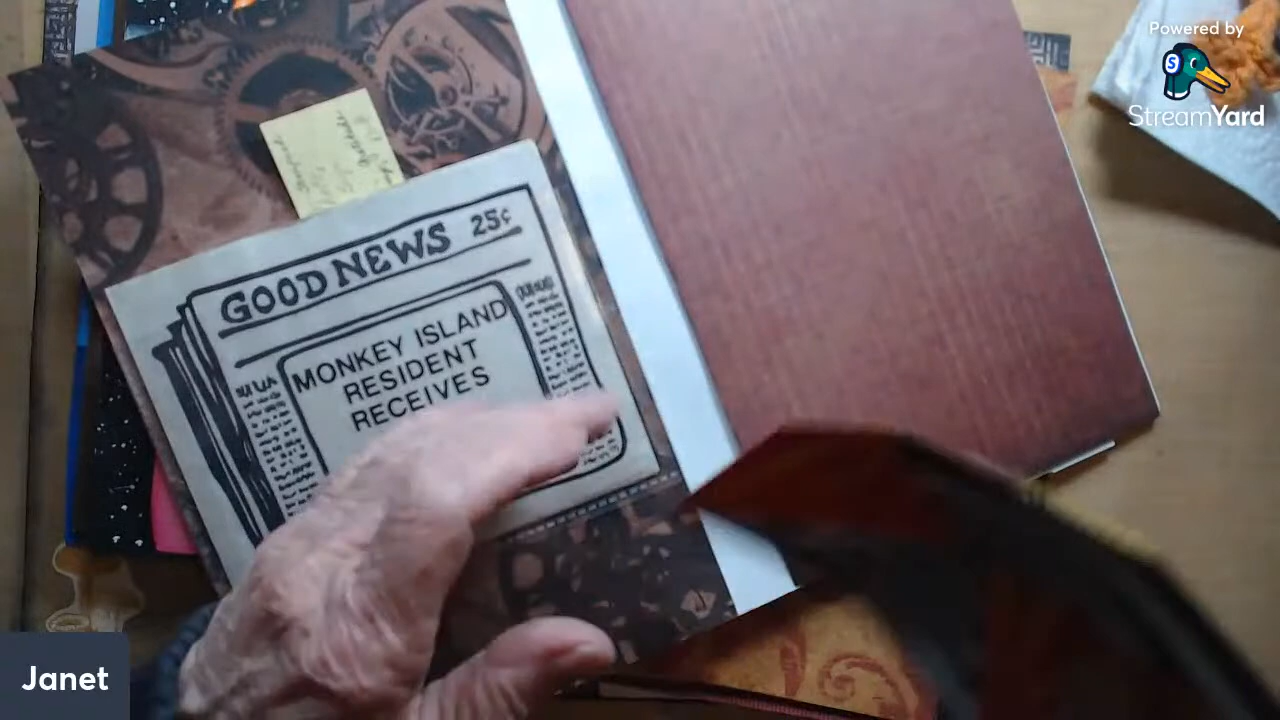 Powered by
StreamYard
GOOD NEWS 25¢
MONKEY ISLAND
RESIDENT
RECEIVES
Janet